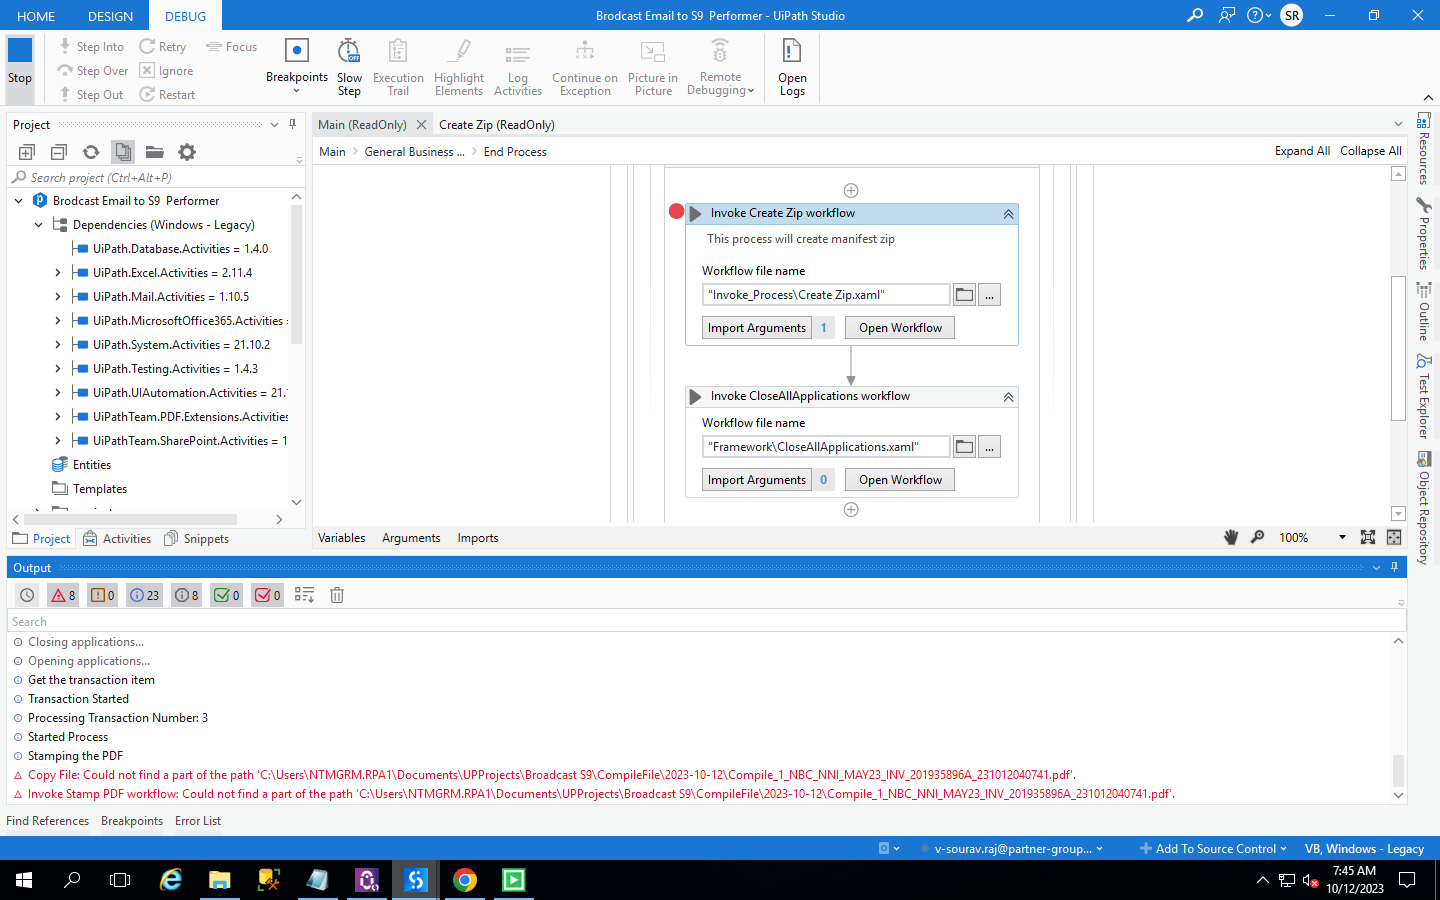 HOME DESIGN DEBUG Brodcast Email to S9 Performer - UiPath Studio SR
Stop
Step Into Retry Focus
Step Over Ignore
Step Out Restart
Breakpoints
Slow Step
Execution Trail
Highlight Elements
Log Activities
Continue on Exception
Picture in Picture
Remote Debugging
Open Logs
Project
Search project (Ctrl+Alt+P)
Brodcast Email to S9 Performer
Dependencies (Windows - Legacy)
UiPath.Database.Activities = 1.4.0
UiPath.Excel.Activities = 2.11.4
UiPath.Mail.Activities = 1.10.5
UiPath.MicrosoftOffice365.Activities =
UiPath.System.Activities = 21.10.2
UiPath.Testing.Activities = 1.4.3
UiPath.UIAutomation.Activities = 21.
UiPathTeam.PDF.Extensions.Activities
UiPathTeam.SharePoint.Activities = 1
Entities
Templates
Project Activities Snippets
Main (ReadOnly) Create Zip (ReadOnly)
Main General Business ... End Process Expand All Collapse All
Invoke Create Zip workflow
This process will create manifest zip
Workflow file name
"Invoke_Process\Create Zip.xaml" ...
Import Arguments 1 Open Workflow
Invoke CloseAllApplications workflow
Workflow file name
"Framework\CloseAllApplications.xaml" ...
Import Arguments 0 Open Workflow
Variables Arguments Imports 100%
Resources
Properties
Outline
Test Explorer
Object Repository
Output
8 0 23 8 0 0
Search
Closing applications...
Opening applications...
Get the transaction item
Transaction Started
Processing Transaction Number: 3
Started Process
Stamping the PDF
Copy File: Could not find a part of the path 'C:\Users\NTMGRM.RPA1\Documents\UPProjects\Broadcast S9\CompileFile\2023-10-12\Compile_1_NBC_NNI_MAY23_INV_201935896A_231012040741.pdf'.
Invoke Stamp PDF workflow: Could not find a part of the path 'C:\Users\NTMGRM.RPA1\Documents\UPProjects\Broadcast S9\CompileFile\2023-10-12\Compile_1_NBC_NNI_MAY23_INV_201935896A_231012040741.pdf'.
Find References Breakpoints Error List
v-sourav.raj@partner-group... Add To Source Control VB, Windows - Legacy
7:45 AM
10/12/2023